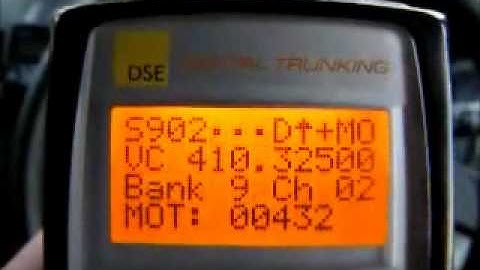 DSE
DIGITAL TRUNKING
S902...D↑+MO
VC 410.32500
Bank 9 Ch 02
MOT: 00432